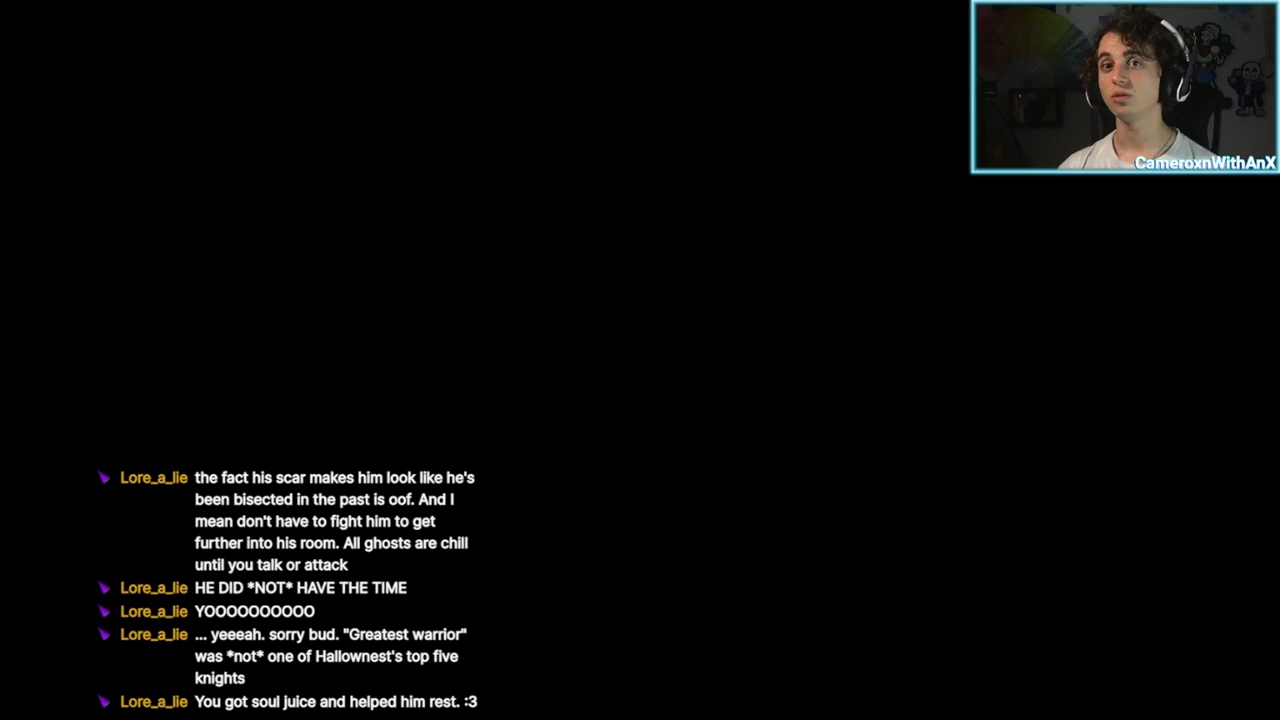 CameroxnWithAnX
Lore_a_lie the fact his scar makes him look like he's
been bisected in the past is oof. And I
mean don't have to fight him to get
further into his room. All ghosts are chill
until you talk or attack
Lore_a_lie HE DID *NOT* HAVE THE TIME
Lore_a_lie YOOOOOOOOOO
Lore_a_lie ... yeeeah. sorry bud. "Greatest warrior"
was *not* one of Hallownest's top five
knights
Lore_a_lie You got soul juice and helped him rest. :3